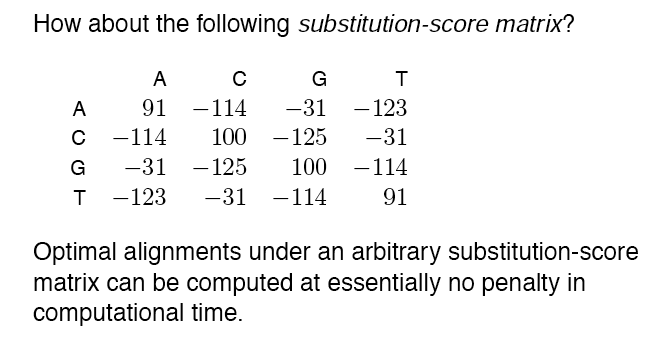 How about the following substitution-score matrix?
A C G T
A 91 −114 −31 −123
C −114 100 −125 −31
G −31 −125 100 −114
T −123 −31 −114 91
Optimal alignments under an arbitrary substitution-score
matrix can be computed at essentially no penalty in
computational time.